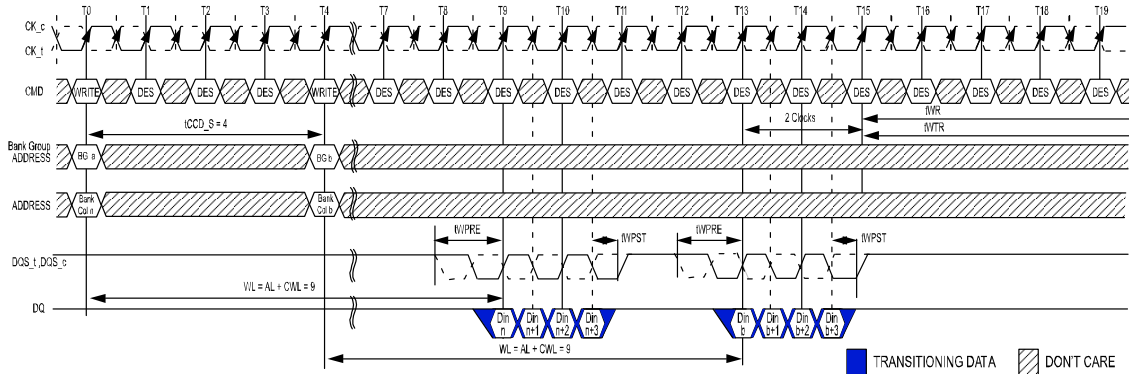 T0 T1 T2 T3 T4 T7 T8 T9 T10 T11 T12 T13 T14 T15 T16 T17 T18 T19
CK_c
CK_t
CMD WRITE DES DES DES WRITE DES DES DES DES DES DES DES DES DES DES DES DES DES
tCCD_S = 4
2 Clocks
tWR
tWTR
Bank Group
ADDRESS
BG a
BG b
ADDRESS
Bank
Col n
Bank
Col b
tWPRE
tWPST
tWPRE
tWPST
DQS_t ,DQS_c
WL = AL + CWL = 9
DQ
Din
n
Din
n+1
Din
n+2
Din
n+3
Din
b
Din
b+1
Din
b+2
Din
b+3
WL = AL + CWL = 9
TRANSITIONING DATA
DON'T CARE